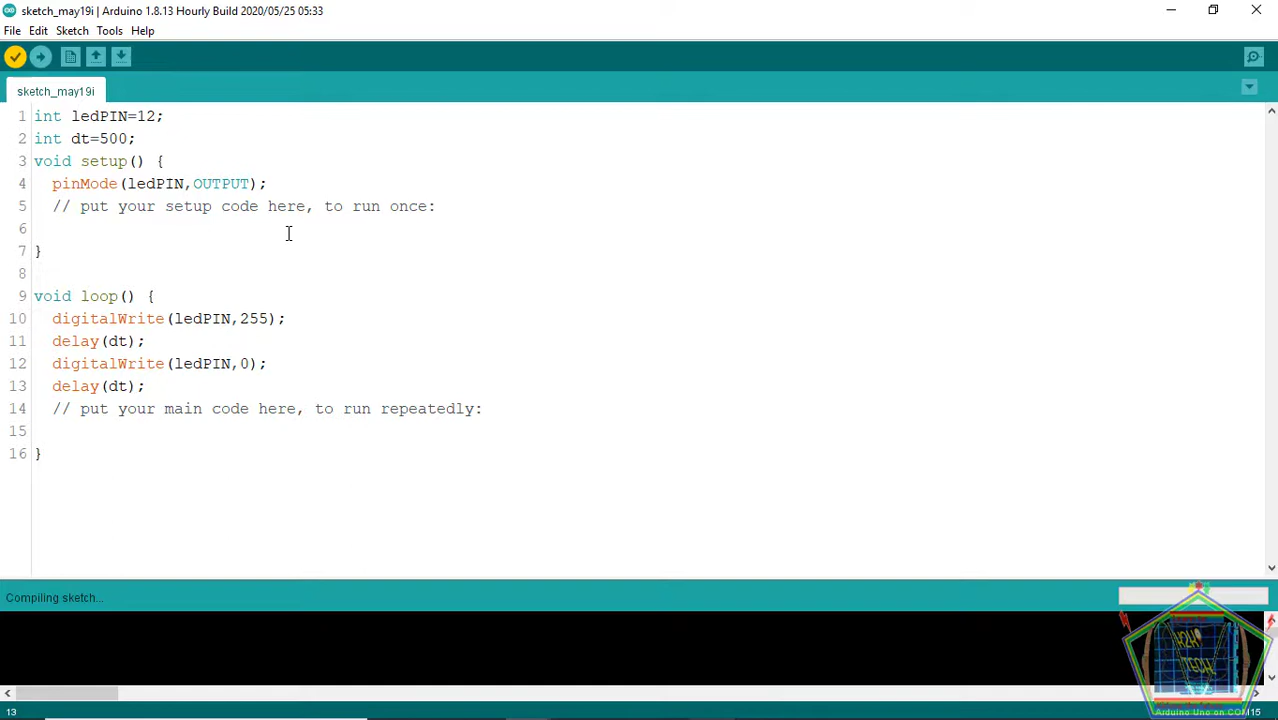 sketch_may19i | Arduino 1.8.13 Hourly Build 2020/05/25 05:33
File Edit Sketch Tools Help
sketch_may19i
1 int ledPIN=12;
2 int dt=500;
3 void setup() {
4 pinMode(ledPIN,OUTPUT);
5 // put your setup code here, to run once:
6
7 }
8
9 void loop() {
10 digitalWrite(ledPIN,255);
11 delay(dt);
12 digitalWrite(ledPIN,0);
13 delay(dt);
14 // put your main code here, to run repeatedly:
15
16 }
Compiling sketch...
H2H
TECH
13 Arduino Uno on COM15